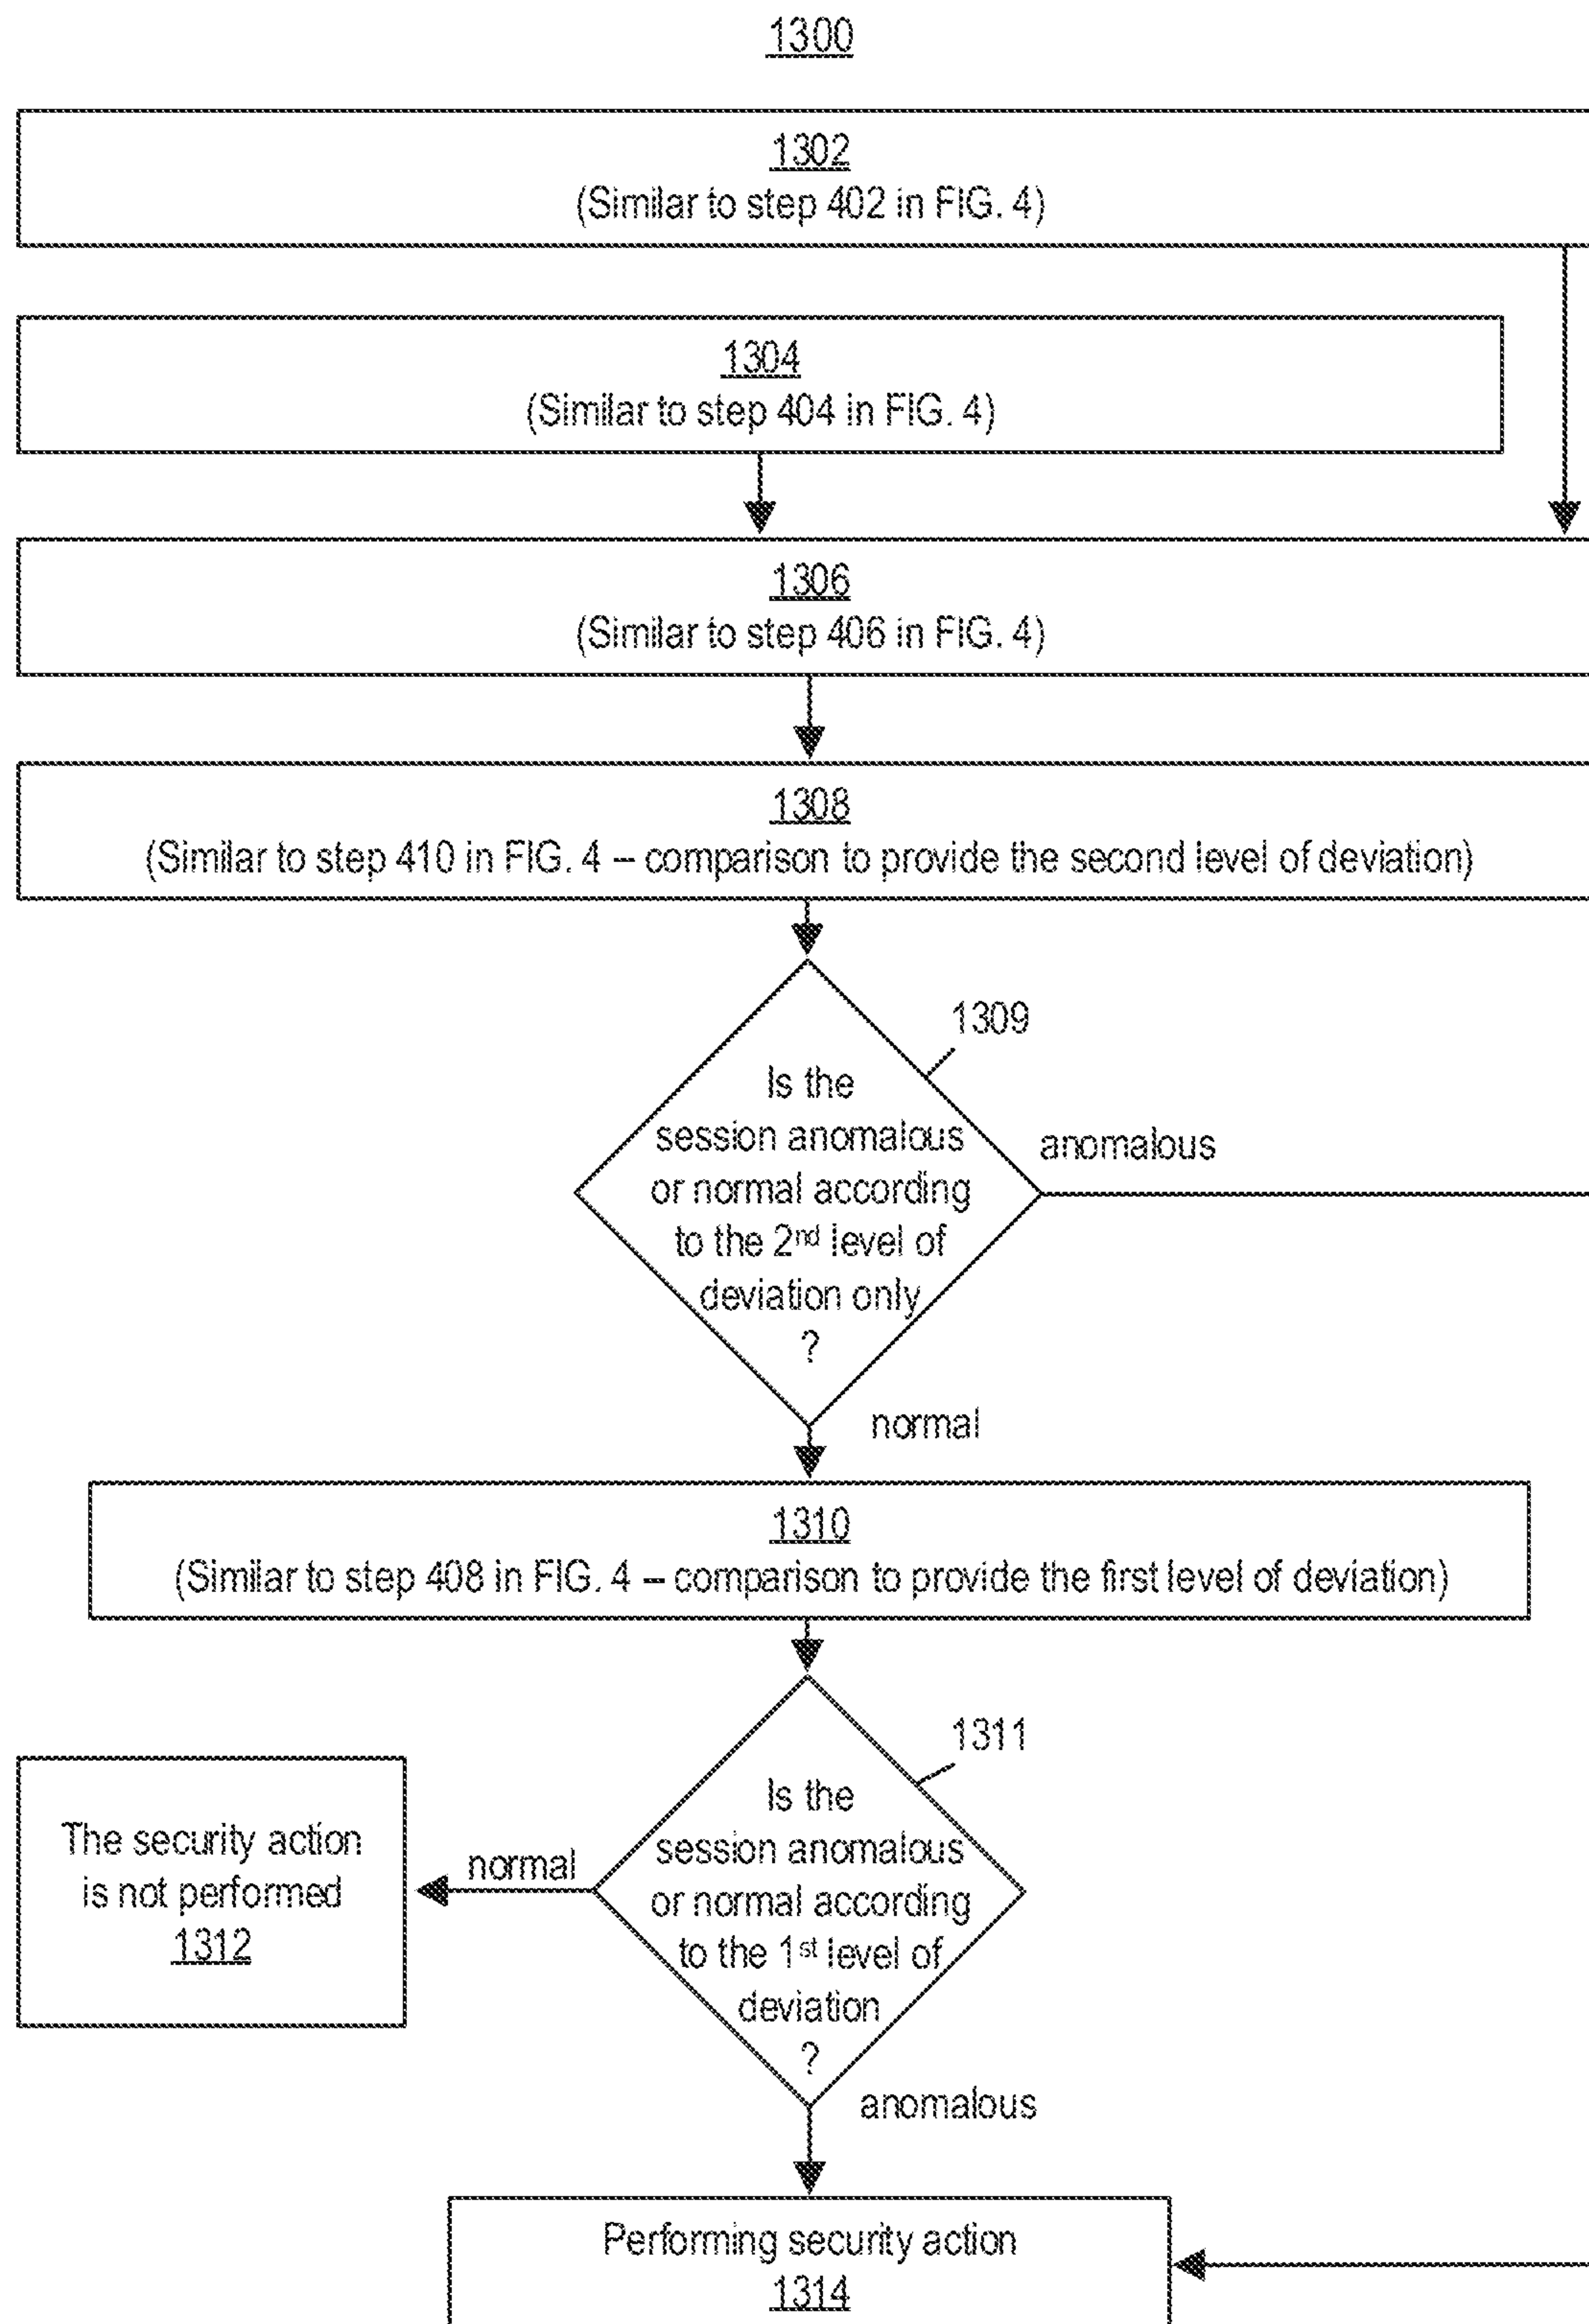 1300
1302
(Similar to step 402 in FIG. 4)
1304
(Similar to step 404 in FIG. 4)
1306
(Similar to step 406 in FIG. 4)
1308
(Similar to step 410 in FIG. 4 – comparison to provide the second level of deviation)
1309
Is the
session anomalous
or normal according
to the 2nd level of
deviation only
?
anomalous
normal
1310
(Similar to step 408 in FIG. 4 – comparison to provide the first level of deviation)
1311
Is the
session anomalous
or normal according
to the 1st level of
deviation
?
normal
The security action
is not performed
1312
anomalous
Performing security action
1314